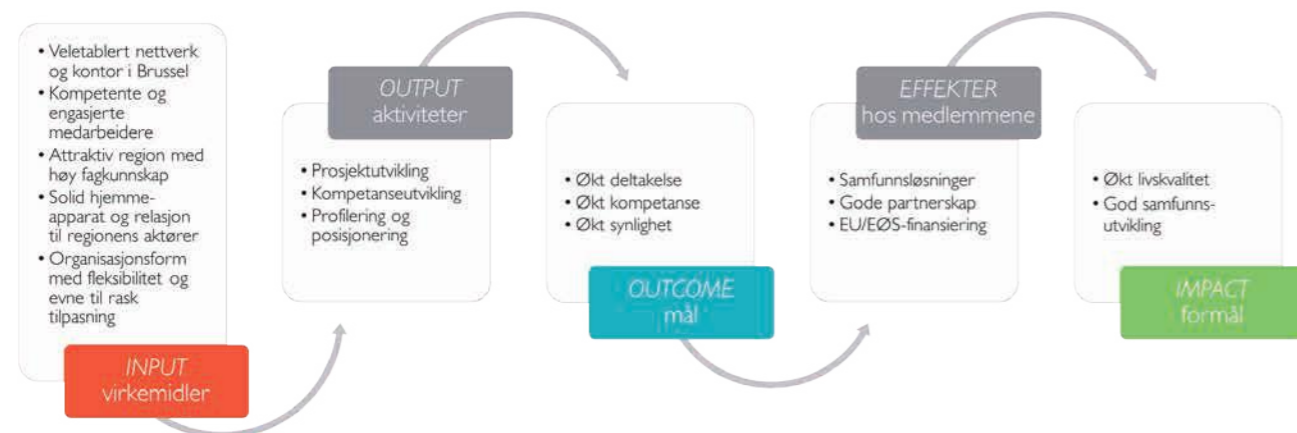 • Veletablert nettverk
og kontor i Brussel
• Kompetente og
engasjerte
medarbeidere
• Attraktiv region med
høy fagkunnskap
• Solid hjemme-
apparat og relasjon
til regionens aktører
• Organisasjonsform
med fleksibilitet og
evne til rask
tilpasning
INPUT
virkemidler
OUTPUT
aktiviteter
• Prosjektutvikling
• Kompetanseutvikling
• Profilering og
posisjonering
• Økt deltakelse
• Økt kompetanse
• Økt synlighet
OUTCOME
mål
EFFEKTER
hos medlemmene
• Samfunnsløsninger
• Gode partnerskap
• EU/EØS-finansiering
• Økt livskvalitet
• God samfunns-
utvikling
IMPACT
formål